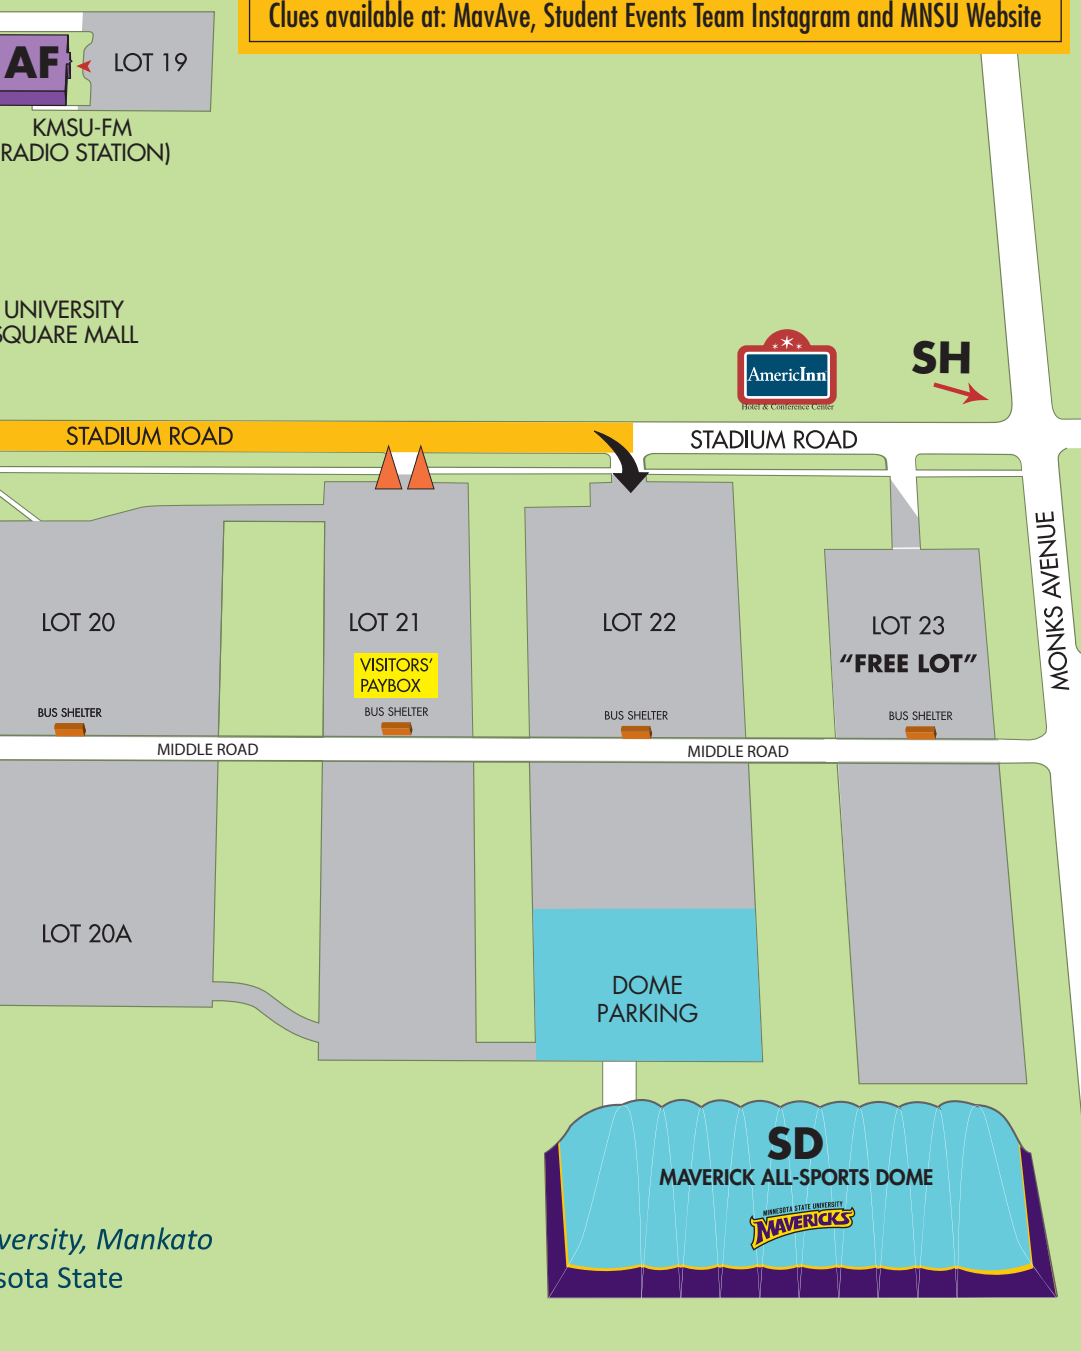 Clues available at: MavAve, Student Events Team Instagram and MNSU Website
AF
LOT 19
KMSU-FM
RADIO STATION)
UNIVERSITY
SQUARE MALL
AmericInn
Hotel & Conference Center
SH
STADIUM ROAD
STADIUM ROAD
MONKS AVENUE
LOT 20
LOT 21
LOT 22
LOT 23
"FREE LOT"
VISITORS'
PAYBOX
BUS SHELTER
BUS SHELTER
BUS SHELTER
BUS SHELTER
MIDDLE ROAD
MIDDLE ROAD
LOT 20A
DOME
PARKING
SD
MAVERICK ALL-SPORTS DOME
MINNESOTA STATE UNIVERSITY
MAVERICKS
versity, Mankato
sota State